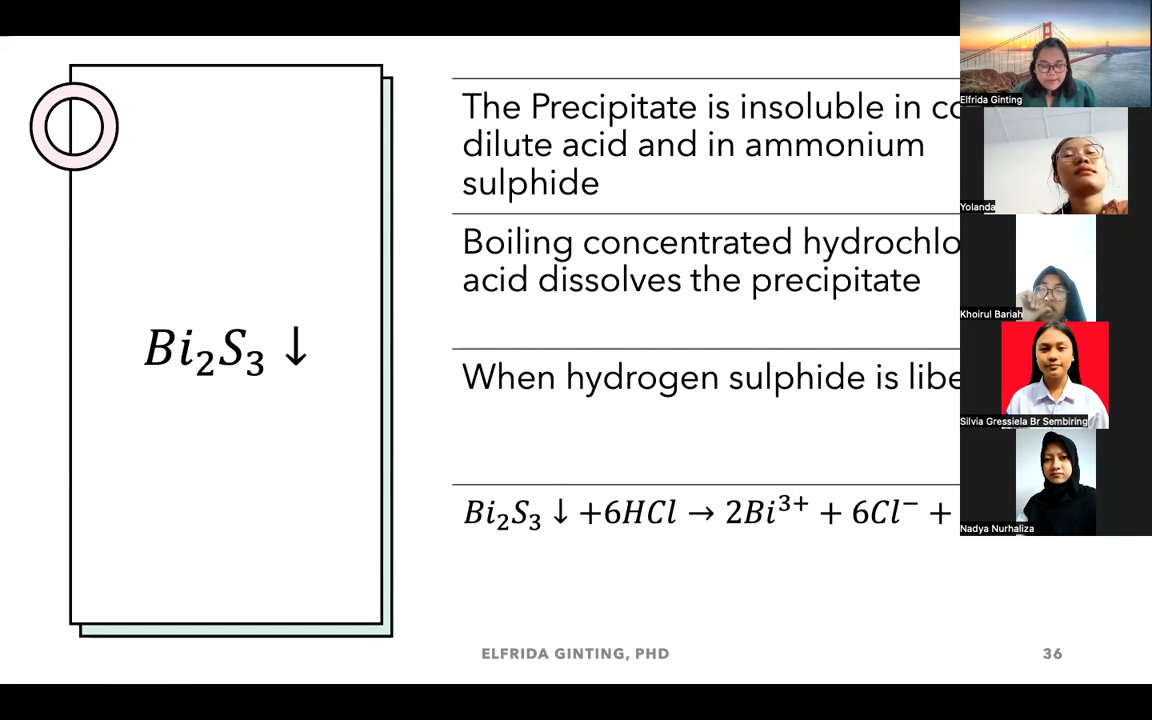 The Precipitate is insoluble in co
dilute acid and in ammonium
sulphide
Boiling concentrated hydrochlo
acid dissolves the precipitate
When hydrogen sulphide is libe
Bi₂S₃ ↓
Bi₂S₃ ↓ +6HCl → 2Bi³⁺ + 6Cl⁻ +
ELFRIDA GINTING, PHD
36
Elfrida Ginting
Yolanda
Khoirul Bariah
Silvia Gressiela Br Sembiring
Nadya Nurhaliza